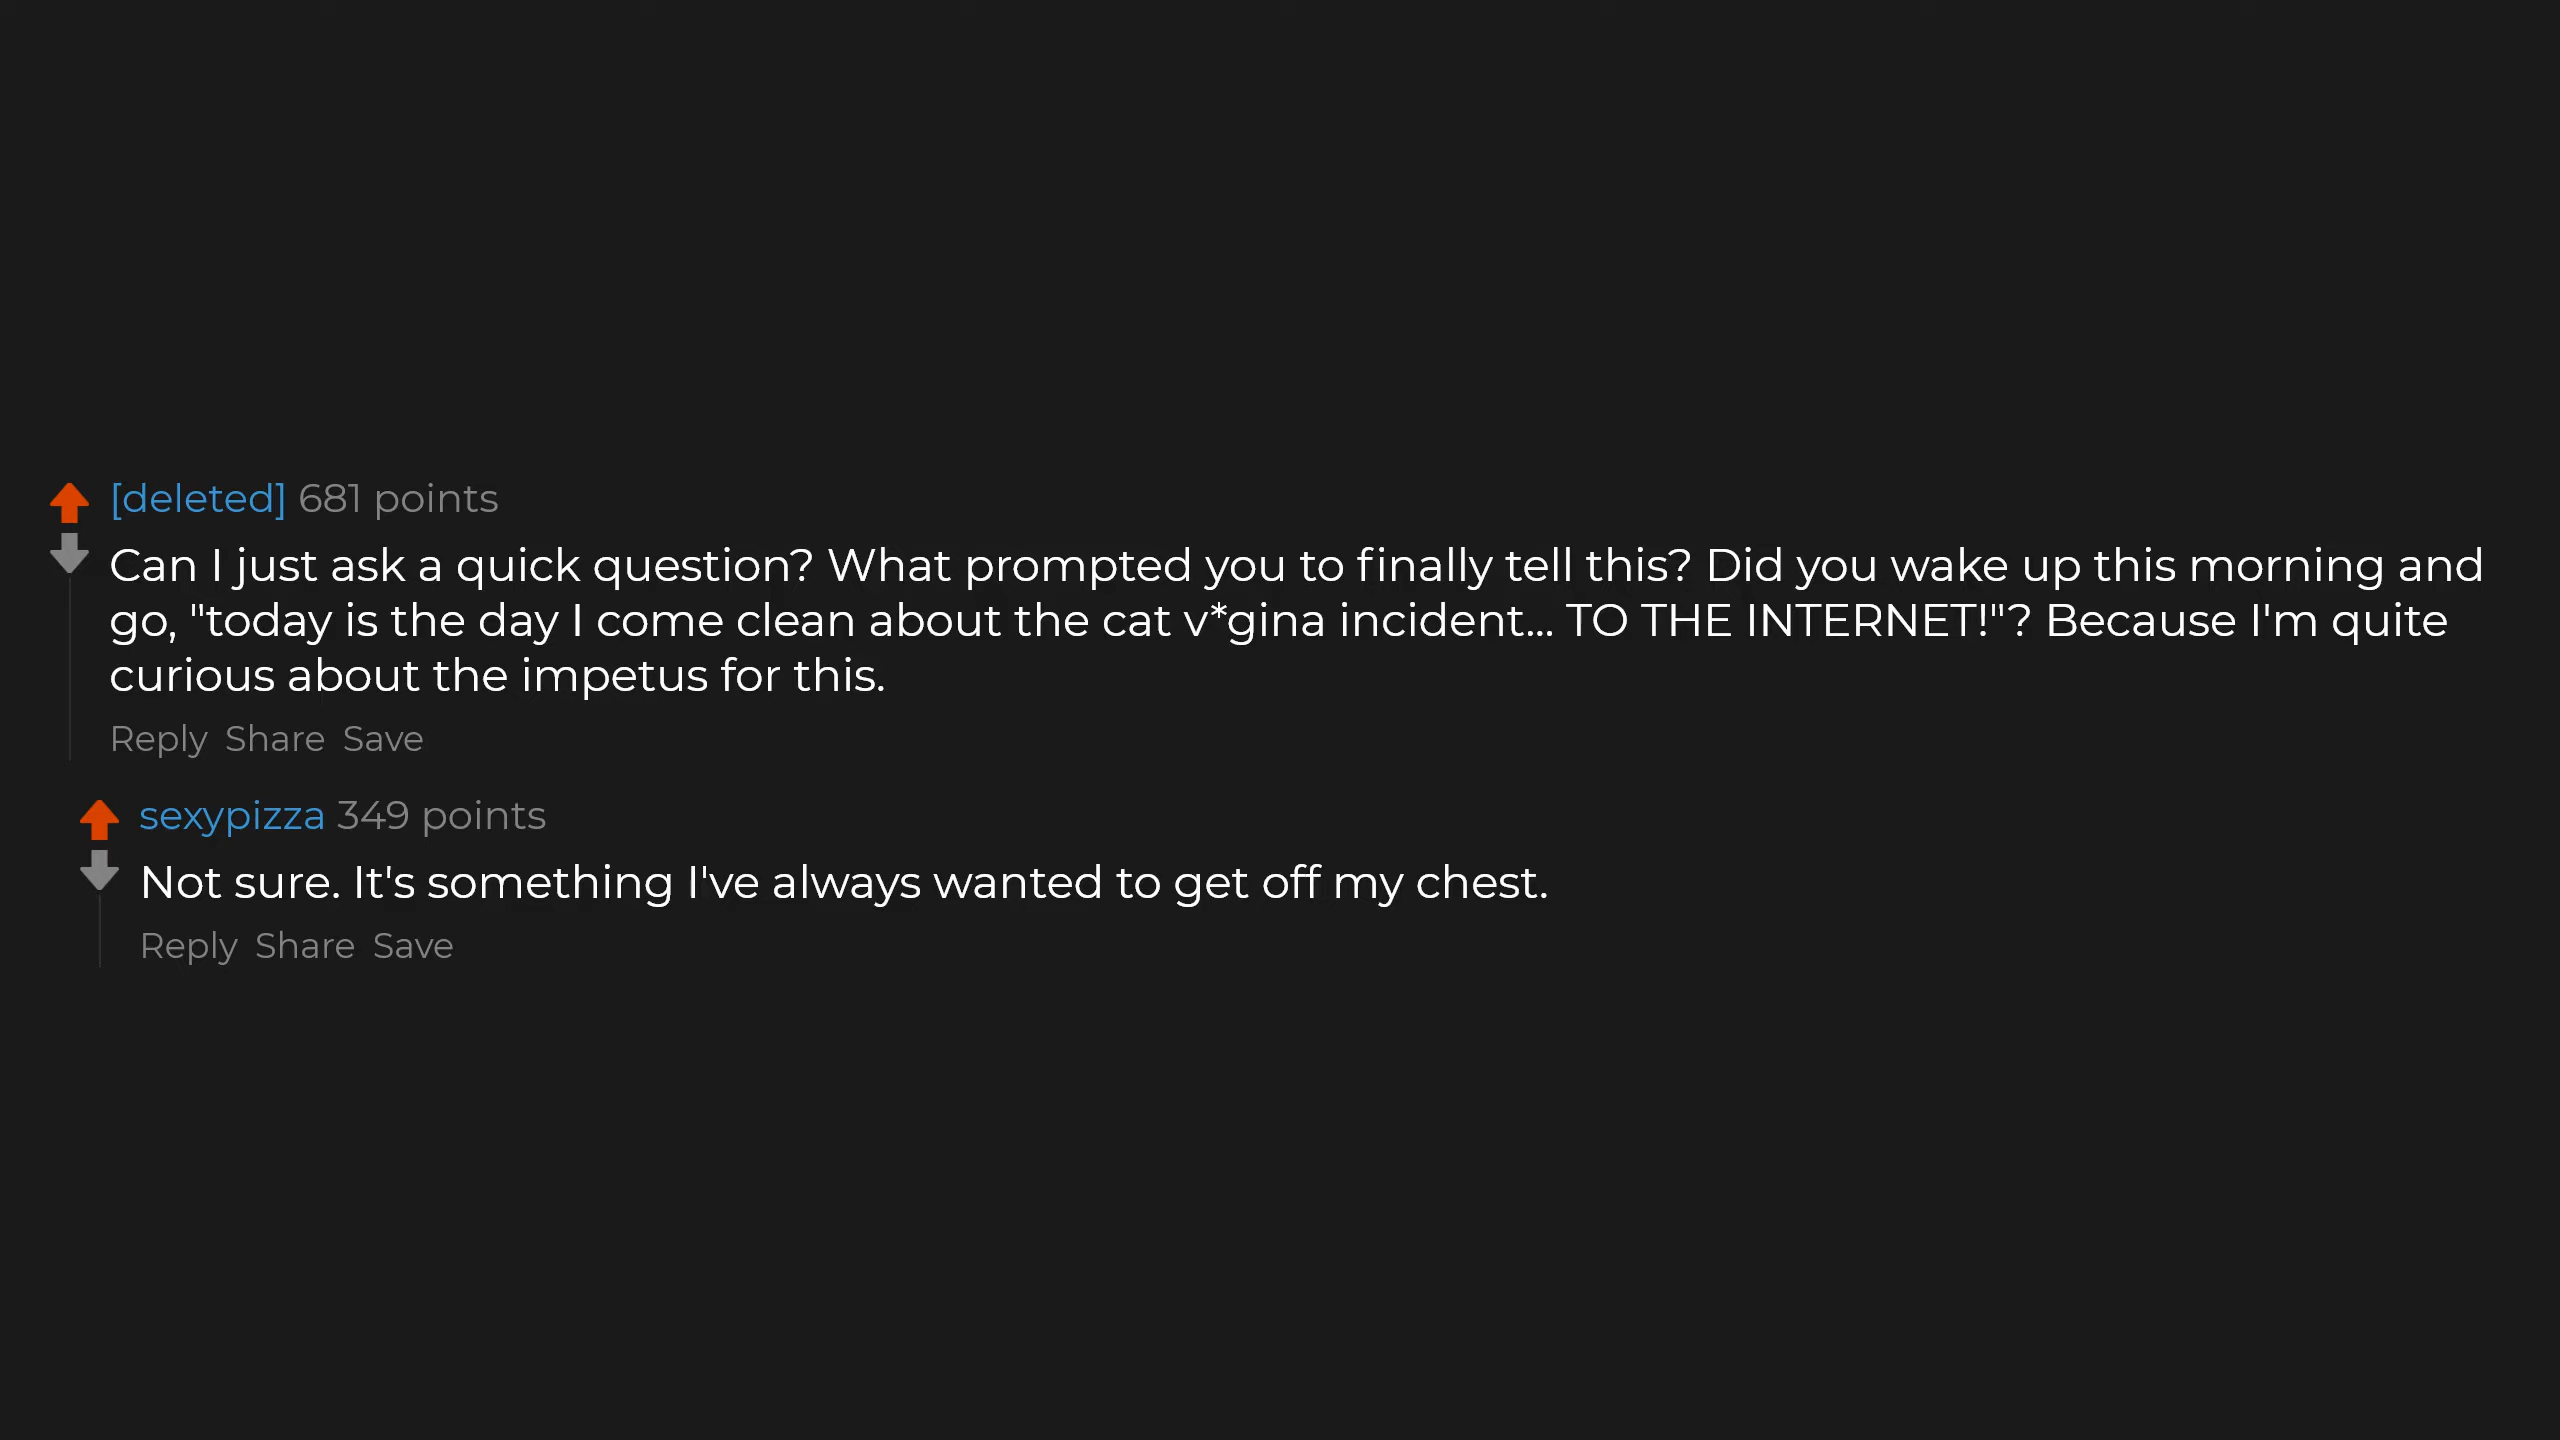 [deleted] 681 points
Can I just ask a quick question? What prompted you to finally tell this? Did you wake up this morning and
go, "today is the day I come clean about the cat v*gina incident... TO THE INTERNET!"? Because I'm quite
curious about the impetus for this.
Reply Share Save
sexypizza 349 points
Not sure. It's something I've always wanted to get off my chest.
Reply Share Save